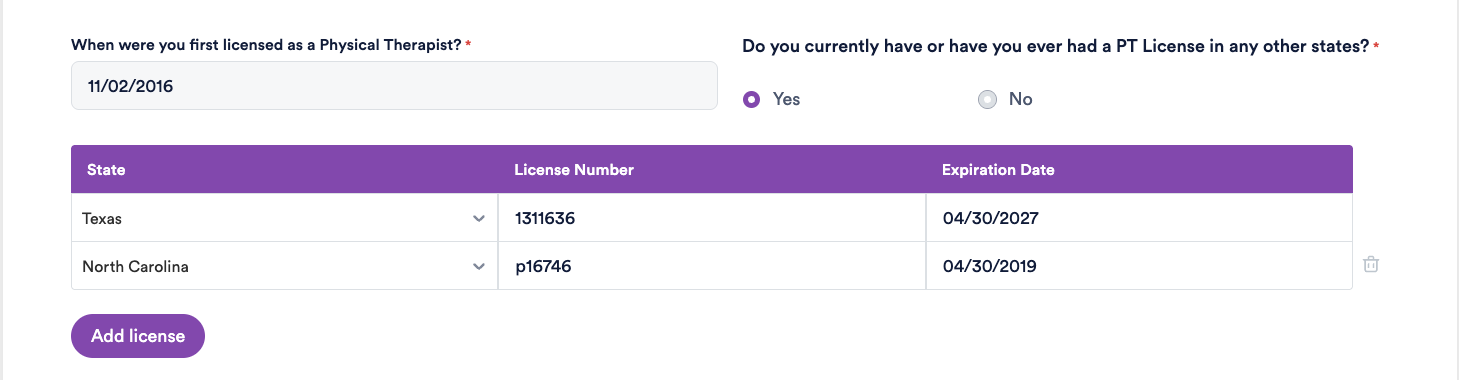 When were you first licensed as a Physical Therapist? *
Do you currently have or have you ever had a PT License in any other states? *
11/02/2016
Yes
No
State License Number Expiration Date
Texas 1311636 04/30/2027
North Carolina p16746 04/30/2019
Add license